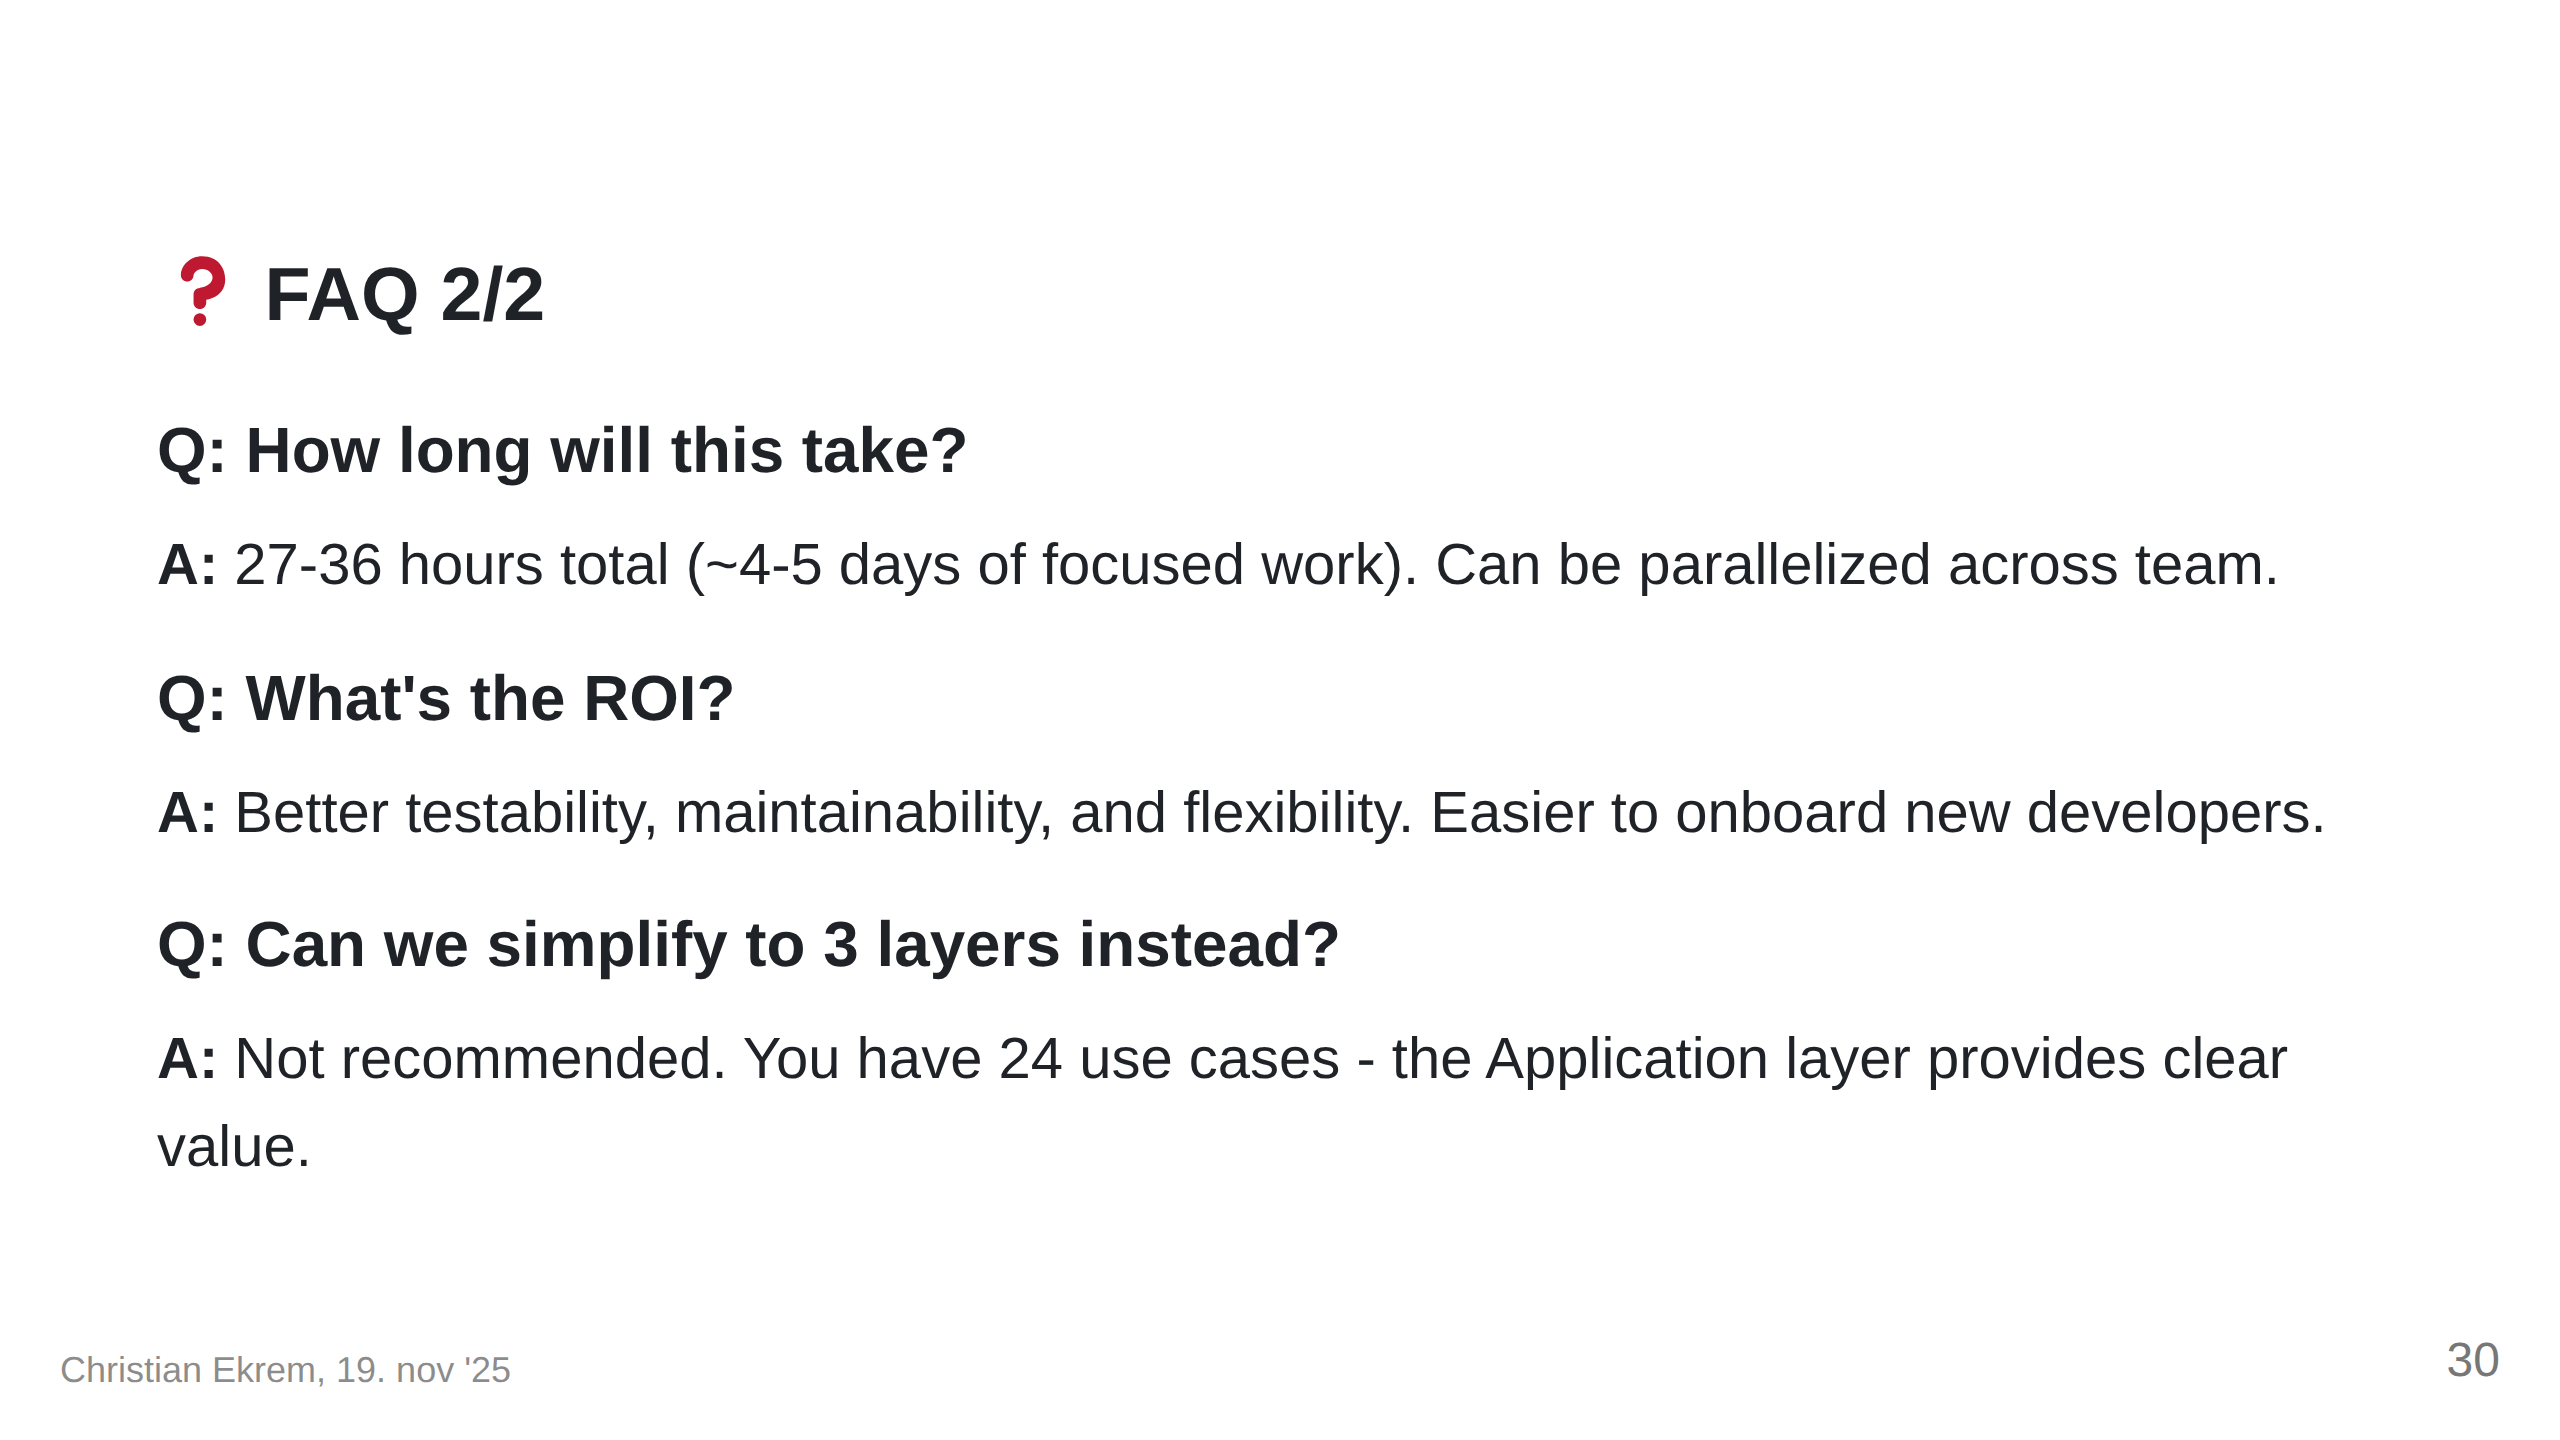 ❓ FAQ 2/2
Q: How long will this take?
A: 27-36 hours total (~4-5 days of focused work). Can be parallelized across team.
Q: What's the ROI?
A: Better testability, maintainability, and flexibility. Easier to onboard new developers.
Q: Can we simplify to 3 layers instead?
A: Not recommended. You have 24 use cases - the Application layer provides clear
value.
Christian Ekrem, 19. nov '25
30